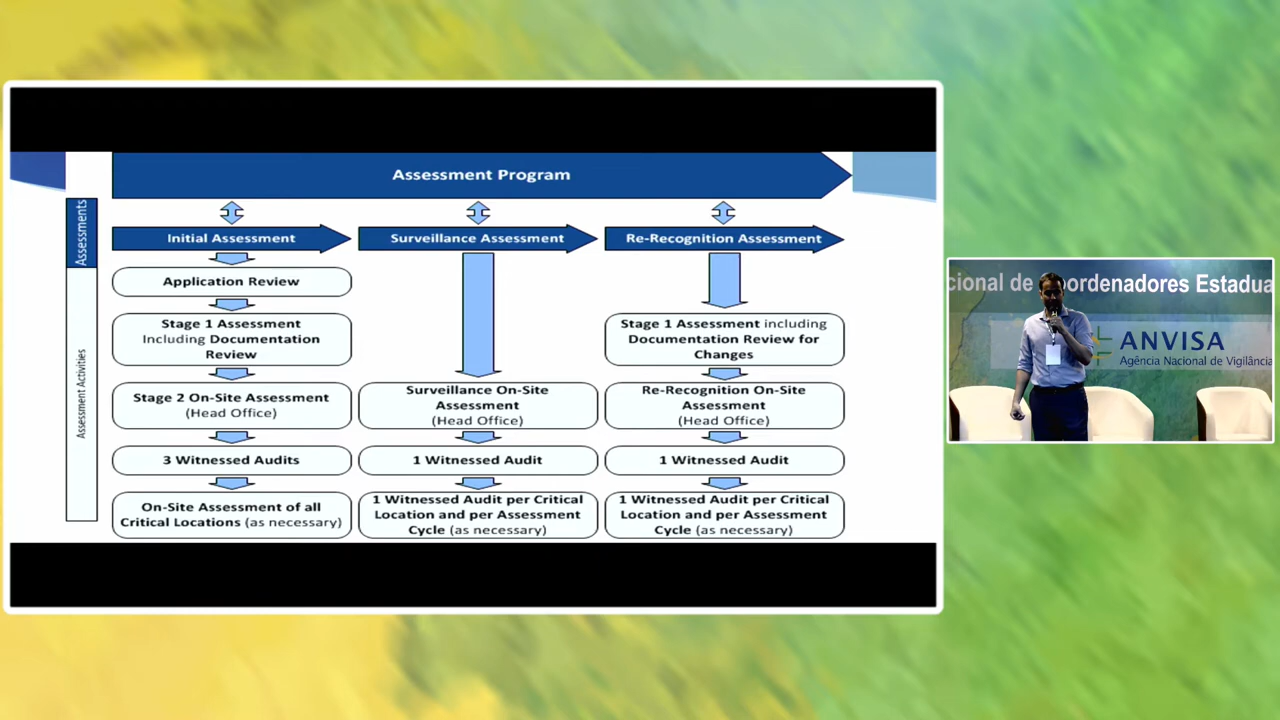 Assessment Program
Assessments
Initial Assessment
Surveillance Assessment
Re-Recognition Assessment
Assessment Activities
Application Review
Stage 1 Assessment
Including Documentation
Review
Stage 1 Assessment including
Documentation Review for
Changes
Stage 2 On-Site Assessment
(Head Office)
Surveillance On-Site
Assessment
(Head Office)
Re-Recognition On-Site
Assessment
(Head Office)
3 Witnessed Audits
1 Witnessed Audit
1 Witnessed Audit
On-Site Assessment of all
Critical Locations (as necessary)
1 Witnessed Audit per Critical
Location and per Assessment
Cycle (as necessary)
1 Witnessed Audit per Critical
Location and per Assessment
Cycle (as necessary)
cional de oordenadores Estadua
ANVISA
Agência Nacional de Vigilância